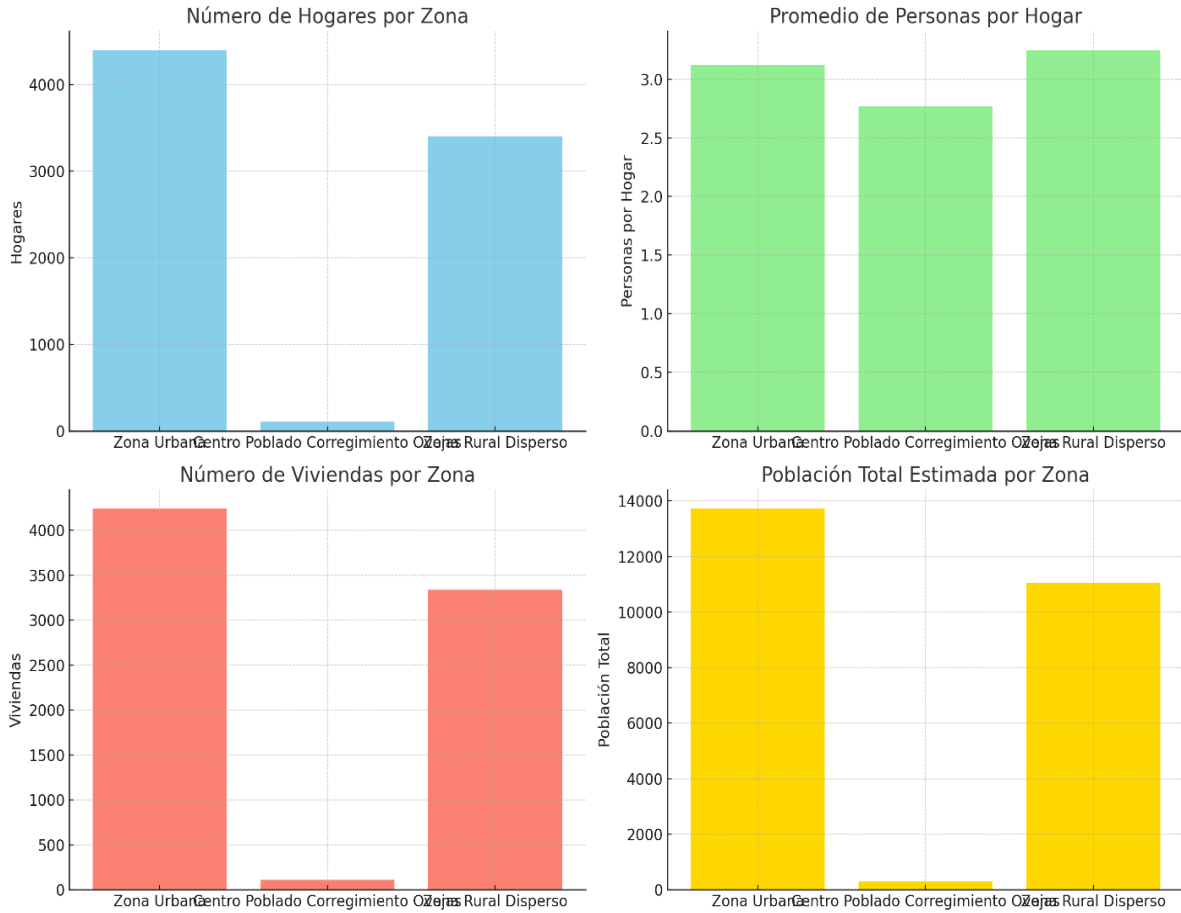 Número de Hogares por Zona
Hogares
4000
3000
2000
1000
0
Zona Urbana
Centro Poblado Corregimiento Ovejas
Zona Rural Disperso
Promedio de Personas por Hogar
Personas por Hogar
3.0
2.5
2.0
1.5
1.0
0.5
0.0
Zona Urbana
Centro Poblado Corregimiento Ovejas
Zona Rural Disperso
Número de Viviendas por Zona
Viviendas
4000
3500
3000
2500
2000
1500
1000
500
0
Zona Urbana
Centro Poblado Corregimiento Ovejas
Zona Rural Disperso
Población Total Estimada por Zona
Población Total
14000
12000
10000
8000
6000
4000
2000
0
Zona Urbana
Centro Poblado Corregimiento Ovejas
Zona Rural Disperso